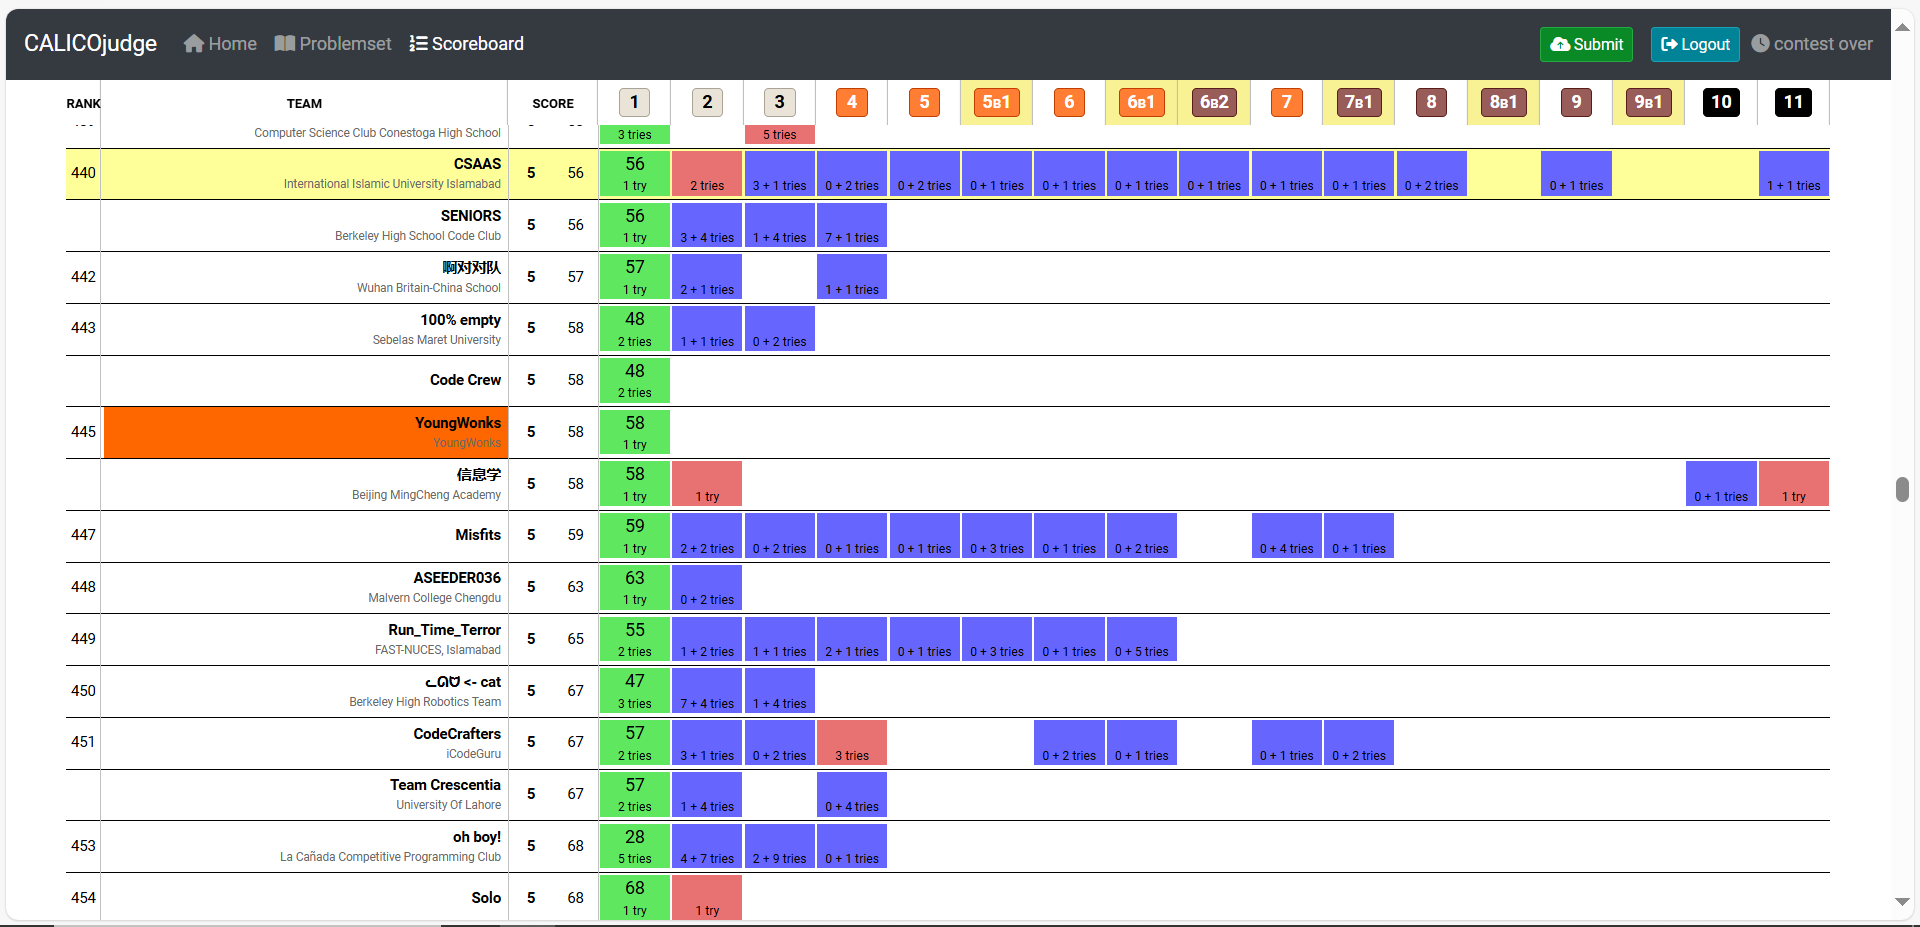 CALICOjudge Home Problemset Scoreboard Submit Logout contest over
RANK TEAM SCORE 1 2 3 4 5 5B1 6 6B1 6B2 7 7B1 8 8B1 9 9B1 10 11
Computer Science Club Conestoga High School 3 tries 5 tries
CSAAS 56
440 5 56
International Islamic University Islamabad 1 try 2 tries 3 + 1 tries 0 + 2 tries 0 + 2 tries 0 + 1 tries 0 + 1 tries 0 + 1 tries 0 + 1 tries 0 + 1 tries 0 + 1 tries 0 + 2 tries 0 + 1 tries 1 + 1 tries
SENIORS 56
5 56
Berkeley High School Code Club 1 try 3 + 4 tries 1 + 4 tries 7 + 1 tries
啊对对队 57
442 5 57
Wuhan Britain-China School 1 try 2 + 1 tries 1 + 1 tries
100% empty 48
443 5 58
Sebelas Maret University 2 tries 1 + 1 tries 0 + 2 tries
48
Code Crew 5 58
2 tries
YoungWonks 58
445 5 58
YoungWonks 1 try
信息学 58
5 58
Beijing MingCheng Academy 1 try 1 try 0 + 1 tries 1 try
59
447 Misfits 5 59
1 try 2 + 2 tries 0 + 2 tries 0 + 1 tries 0 + 1 tries 0 + 3 tries 0 + 1 tries 0 + 2 tries 0 + 4 tries 0 + 1 tries
ASEEDER036 63
448 5 63
Malvern College Chengdu 1 try 0 + 2 tries
Run_Time_Terror 55
449 5 65
FAST-NUCES, Islamabad 2 tries 1 + 2 tries 1 + 1 tries 2 + 1 tries 0 + 1 tries 0 + 3 tries 0 + 1 tries 0 + 5 tries
<- cat 47
450 5 67
Berkeley High Robotics Team 3 tries 7 + 4 tries 1 + 4 tries
CodeCrafters 57
451 5 67
iCodeGuru 2 tries 3 + 1 tries 0 + 2 tries 3 tries 0 + 2 tries 0 + 1 tries 0 + 1 tries 0 + 2 tries
Team Crescentia 57
5 67
University Of Lahore 2 tries 1 + 4 tries 0 + 4 tries
oh boy! 28
453 5 68
La Cañada Competitive Programming Club 5 tries 4 + 7 tries 2 + 9 tries 0 + 1 tries
68
454 Solo 5 68
1 try 1 try